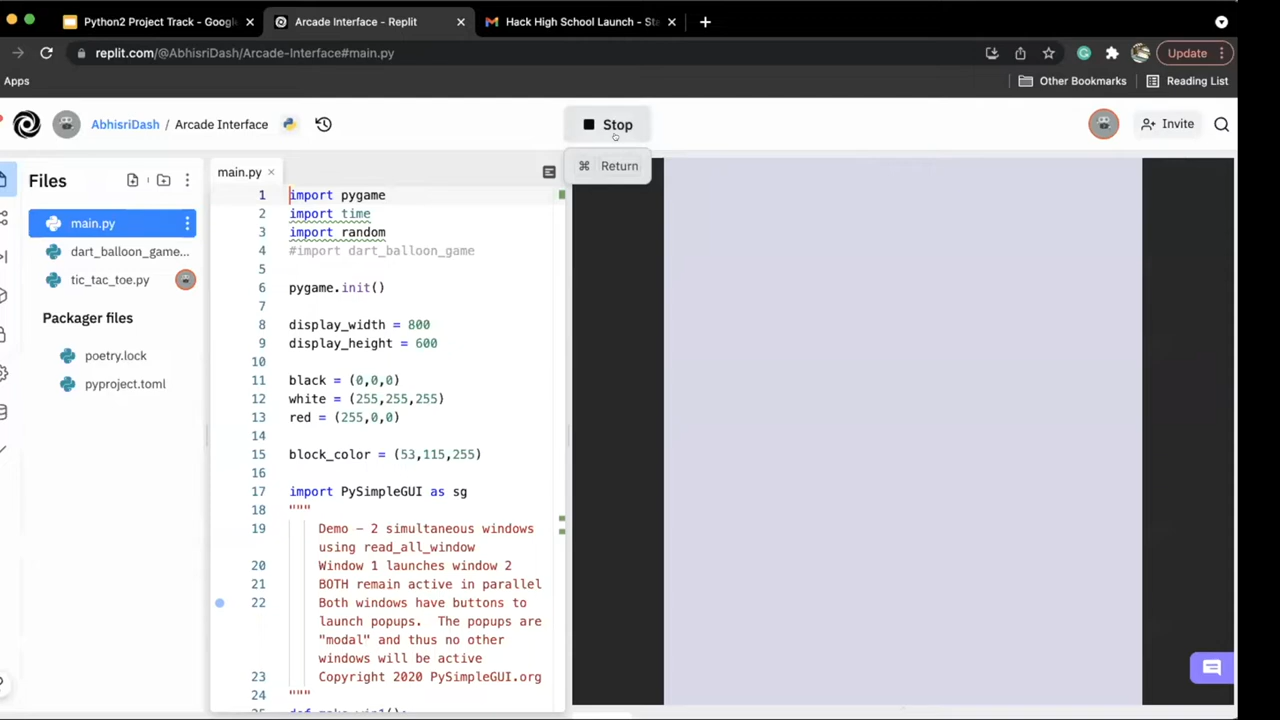 Python2 Project Track - Google
Arcade Interface - Replit
Hack High School Launch - St
replit.com/@AbhisriDash/Arcade-Interface#main.py
Update
Apps
Other Bookmarks
Reading List
AbhisriDash / Arcade Interface
Stop
Invite
⌘ Return
Files
main.py
dart_balloon_game...
tic_tac_toe.py
Packager files
poetry.lock
pyproject.toml
main.py
1 import pygame
2 import time
3 import random
4 #import dart_balloon_game
5
6 pygame.init()
7
8 display_width = 800
9 display_height = 600
10
11 black = (0,0,0)
12 white = (255,255,255)
13 red = (255,0,0)
14
15 block_color = (53,115,255)
16
17 import PySimpleGUI as sg
18 """
19 Demo - 2 simultaneous windows
using read_all_window
20 Window 1 launches window 2
21 BOTH remain active in parallel
22 Both windows have buttons to
launch popups. The popups are
"modal" and thus no other
windows will be active
23 Copyright 2020 PySimpleGUI.org
24 """